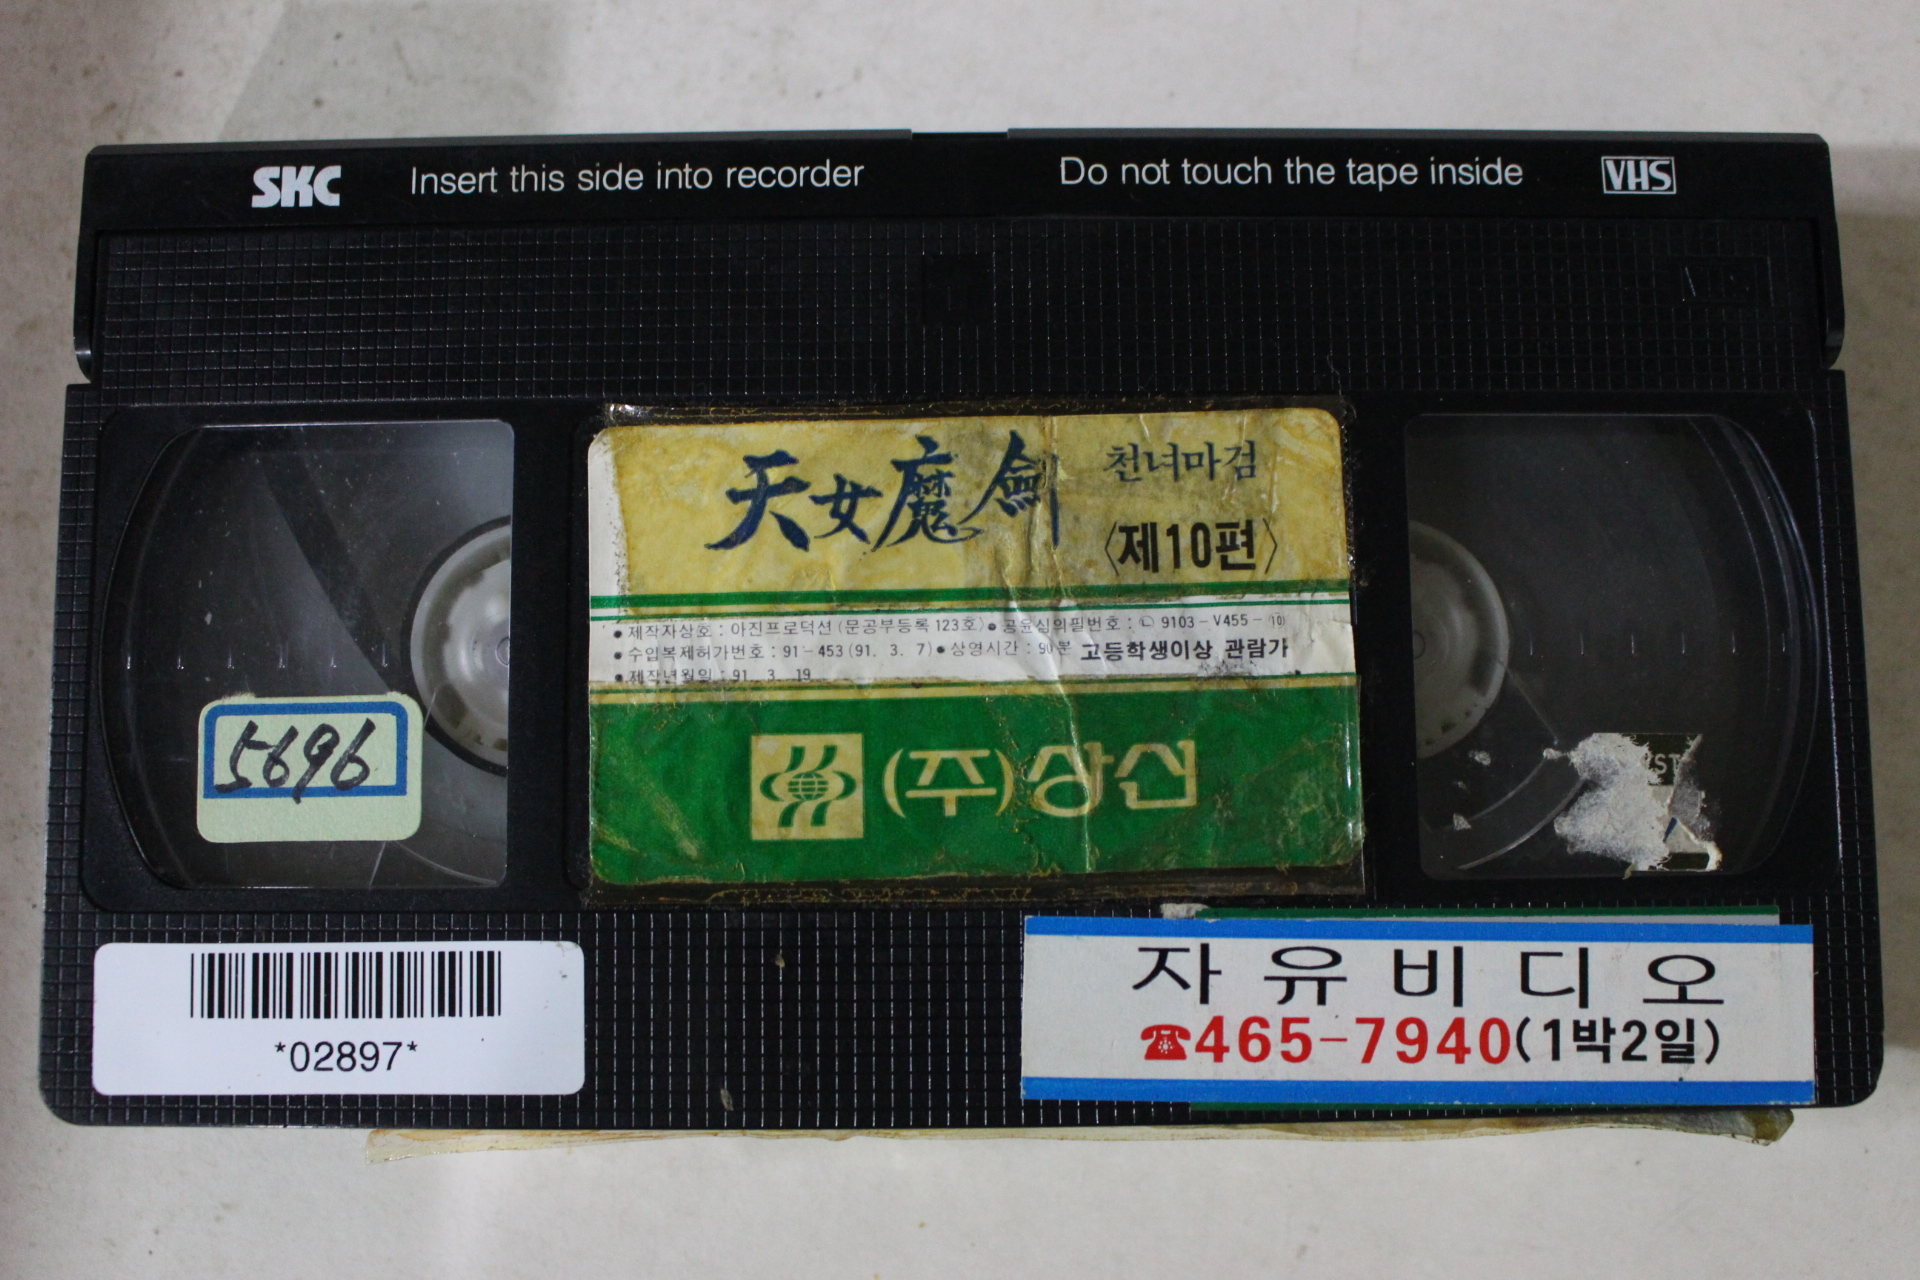 SKC Insert this side into recorder Do not touch the tape inside VHS
天女魔劍 천녀마검
〈제10편〉
● 제작자상호 : 아진프로덕션 (문공부등록 123호) ● 공윤심의필번호 : ㉡ 9103-V455-⑩
● 수입복제허가번호 : 91-453 (91. 3. 7) ● 상영시간 : 90분 고등학생이상 관람가
● 제작년월일 : 91. 3. 19
(주)상신
5696
*02897*
자유비디오
☎465-7940(1박2일)